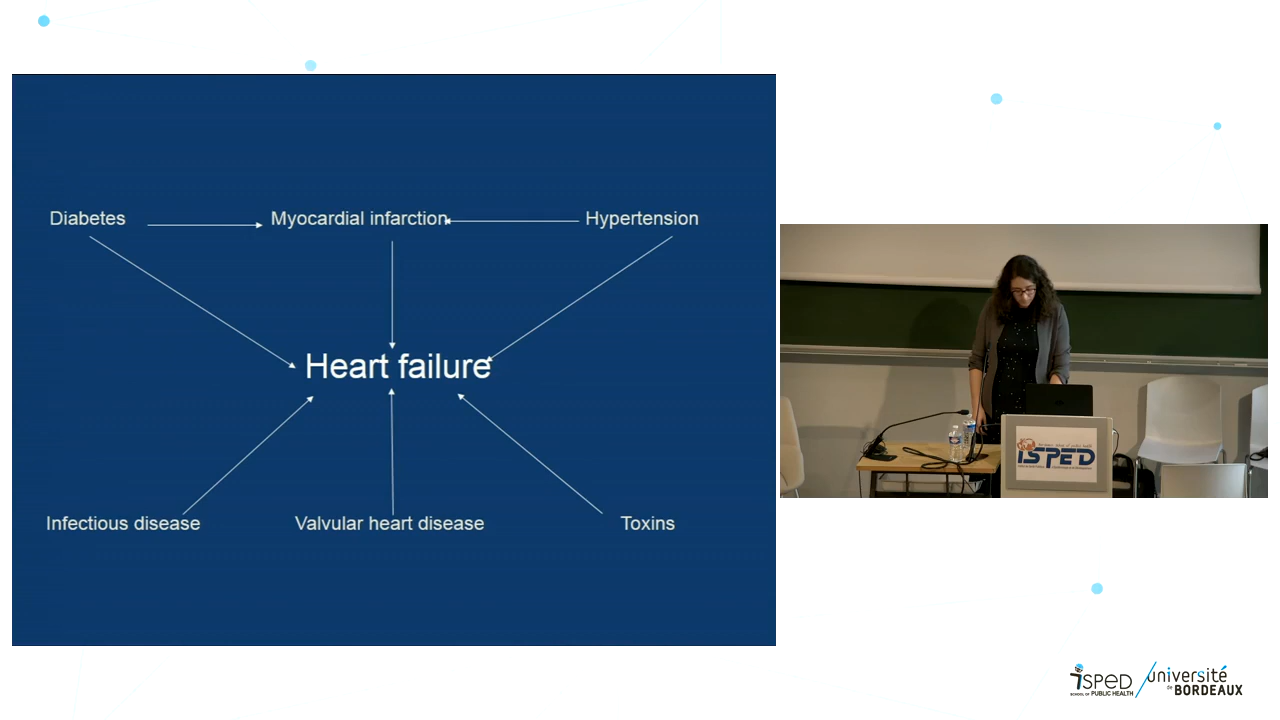 Diabetes
Myocardial infarction
Hypertension
Heart failure
Infectious disease
Valvular heart disease
Toxins
ISPED
ISPED
SCHOOL OF PUBLIC HEALTH
université
de BORDEAUX